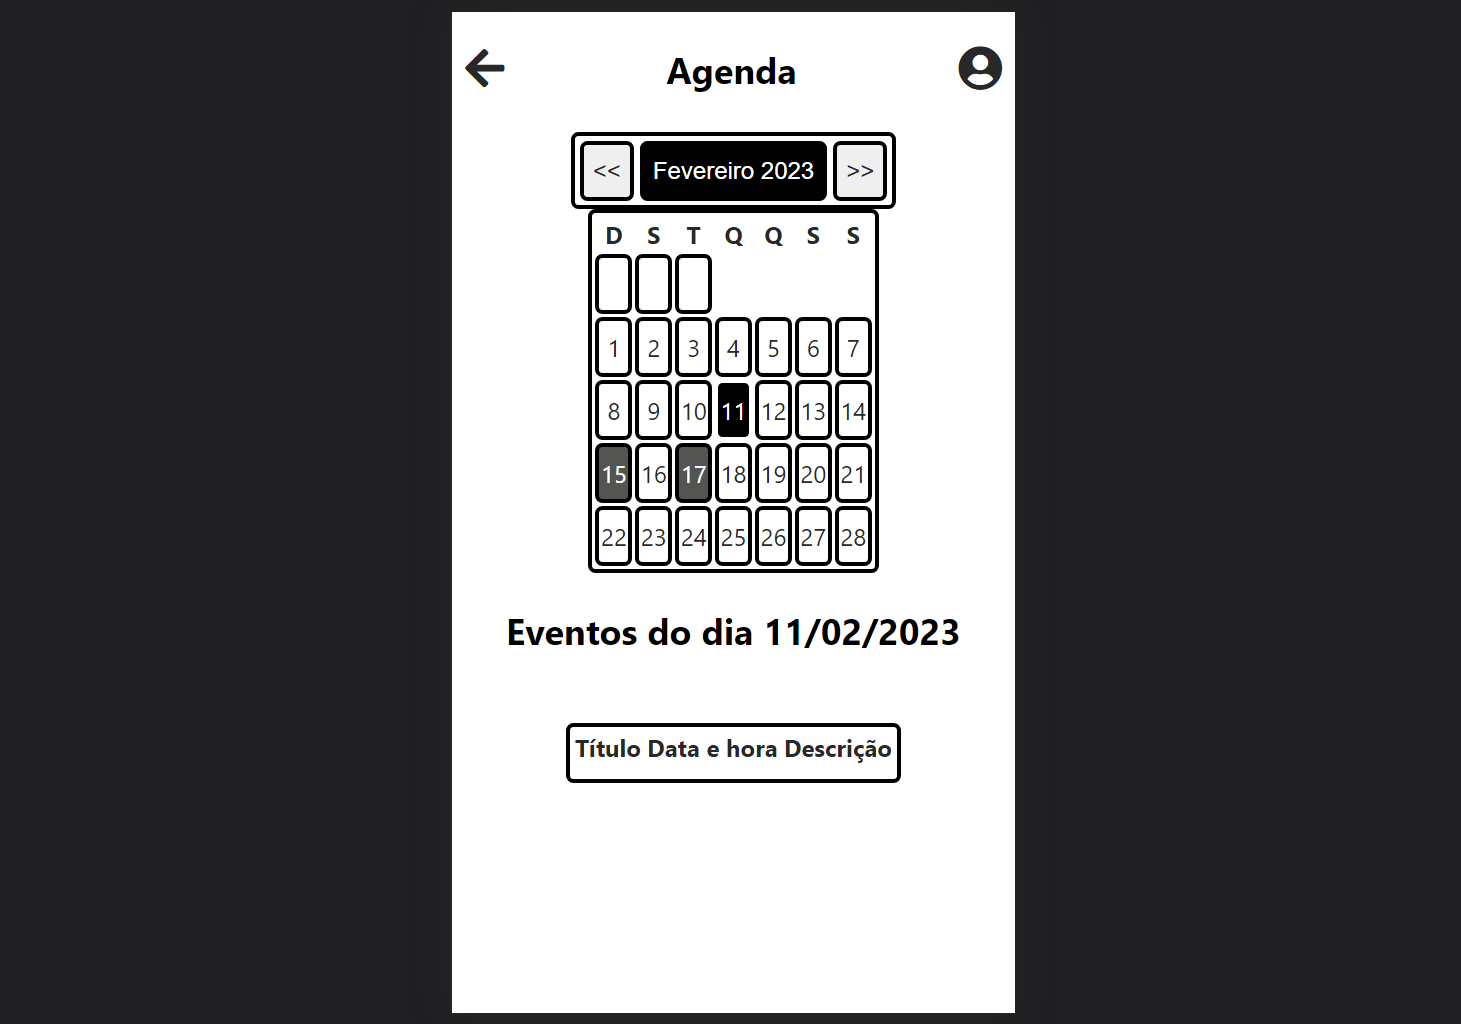 Agenda
<< Fevereiro 2023 >>
D S T Q Q S S
1 2 3 4 5 6 7
8 9 10 11 12 13 14
15 16 17 18 19 20 21
22 23 24 25 26 27 28
Eventos do dia 11/02/2023
Título Data e hora Descrição